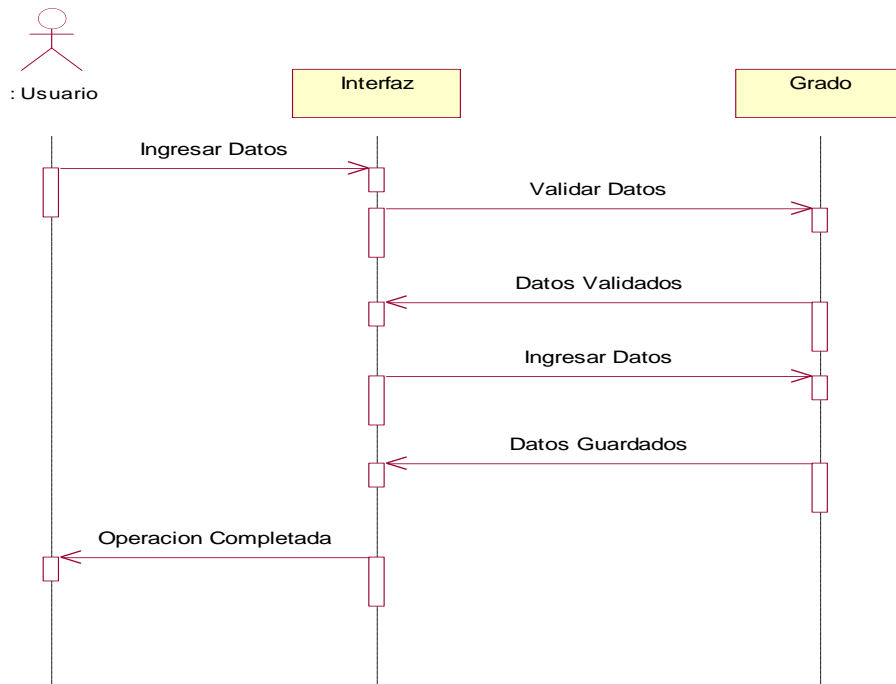 : Usuario
Interfaz
Grado
Ingresar Datos
Validar Datos
Datos Validados
Ingresar Datos
Datos Guardados
Operacion Completada